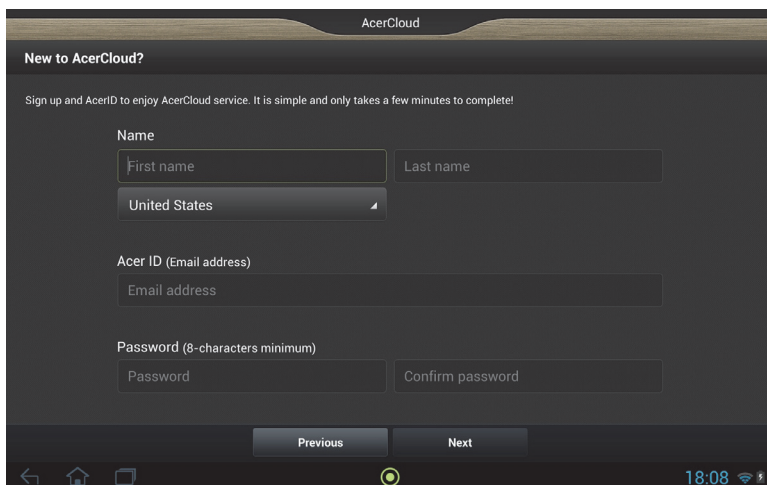 AcerCloud
New to AcerCloud?
Sign up and AcerID to enjoy AcerCloud service. It is simple and only takes a few minutes to complete!
Name
First name Last name
United States
Acer ID (Email address)
Email address
Password (8-characters minimum)
Password Confirm password
Previous Next
18:08